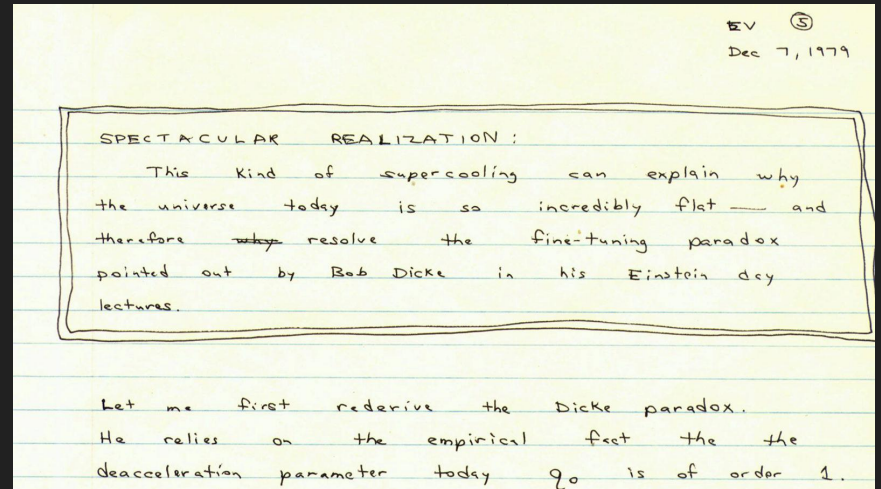 EV ⑤
Dec 7, 1979
SPECTACULAR REALIZATION:
This kind of supercooling can explain why
the universe today is so incredibly flat — and
therefore why resolve the fine-tuning paradox
pointed out by Bob Dicke in his Einstein day
lectures.
Let me first rederive the Dicke paradox.
He relies on the empirical fact the the
deacceleration parameter today q₀ is of order 1.